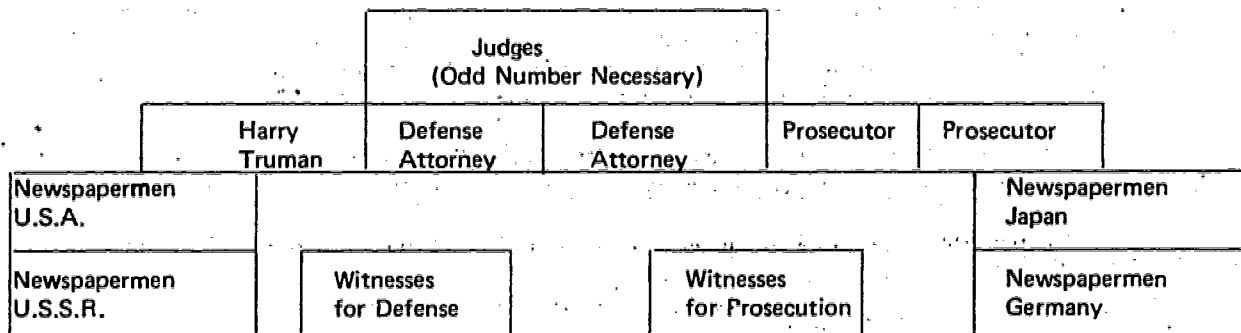 Judges
(Odd Number Necessary)
Harry
Truman
Defense
Attorney
Defense
Attorney
Prosecutor
Prosecutor
Newspapermen
U.S.A.
Newspapermen
Japan
Newspapermen
U.S.S.R.
Witnesses
for Defense
Witnesses
for Prosecution
Newspapermen
Germany